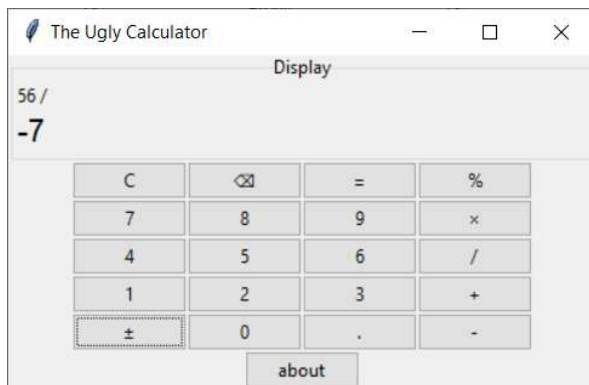 The Ugly Calculator
Display
56 /
-7
C ⌫ = %
7 8 9 ×
4 5 6 /
1 2 3 +
± 0 . -
about